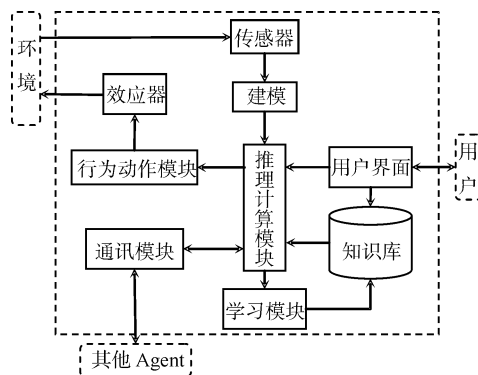 环境
传感器
效应器
建模
行为动作模块
推理计算模块
用户界面
用户
通讯模块
知识库
学习模块
其他 Agent